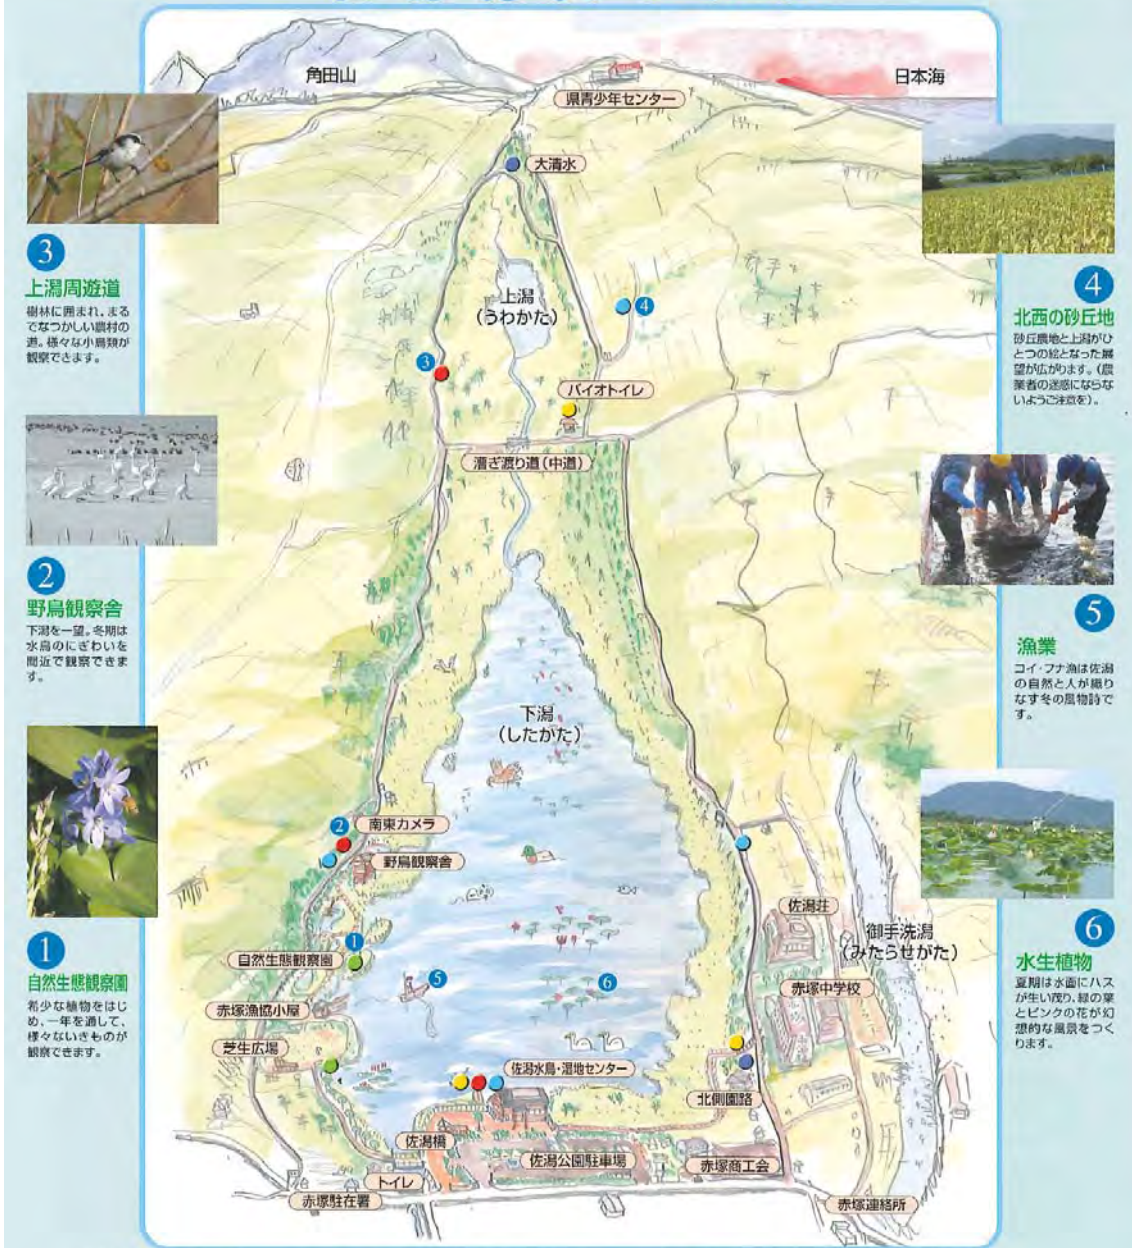 角田山
日本海
県青少年センター
大清水
上潟
(うわかた)
4
3
バイオトイレ
漕ぎ渡り道(中道)
下潟
(したかた)
2
南東カメラ
野鳥観察舎
佐潟荘
御手洗潟
(みたらせがた)
1
自然生態観察園
5
6
赤塚中学校
赤塚漁協小屋
芝生広場
佐潟水鳥・湿地センター
北側園路
佐潟橋
佐潟公園駐車場
赤塚商工会
トイレ
赤塚駐在署
赤塚連絡所
3
上潟周遊道
樹林に囲まれ、まる
でなつかしい農村の
道。様々な小鳥類が
観察できます。
2
野鳥観察舎
下潟を一望。冬期は
水鳥のにぎわいを
間近で観察できま
す。
1
自然生態観察園
希少な植物をはじ
め、一年を通して、
様々ないきものが
観察できます。
4
北西の砂丘地
砂丘農地と上潟がひ
とつの絵となった展
望が広がります。(農
業者の迷惑にならな
いようご注意を)。
5
漁業
コイ・フナ漁は佐潟
の自然と人が織り
なす冬の風物詩で
す。
6
水生植物
夏期は水面にハス
が生い茂り、緑の葉
とピンクの花が幻
想的な風景をつく
ります。